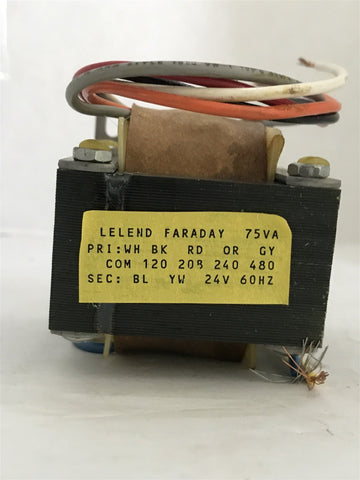 LELEND FARADAY 75VA
PRI:WH BK RD OR GY
COM 120 208 240 480
SEC: BL YW 24V 60HZ